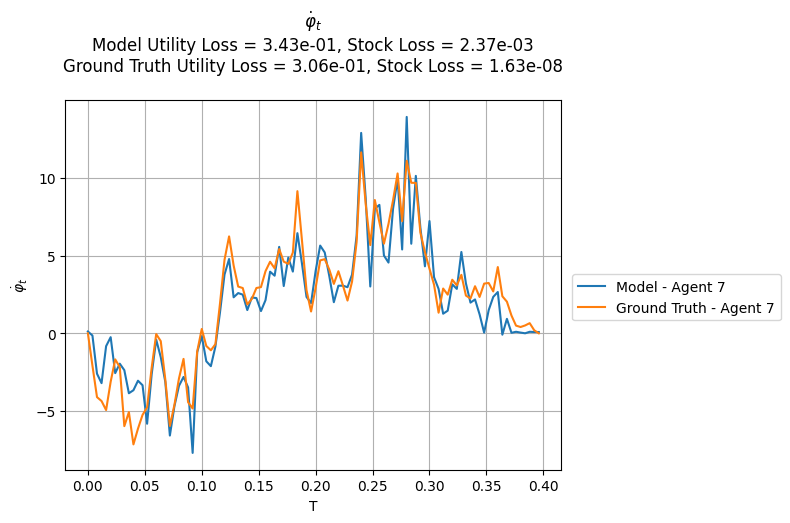 φ̇ₜ
Model Utility Loss = 3.43e-01, Stock Loss = 2.37e-03
Ground Truth Utility Loss = 3.06e-01, Stock Loss = 1.63e-08
φ̇ₜ
10
5
0
−5
0.00 0.05 0.10 0.15 0.20 0.25 0.30 0.35 0.40
T
Model - Agent 7
Ground Truth - Agent 7